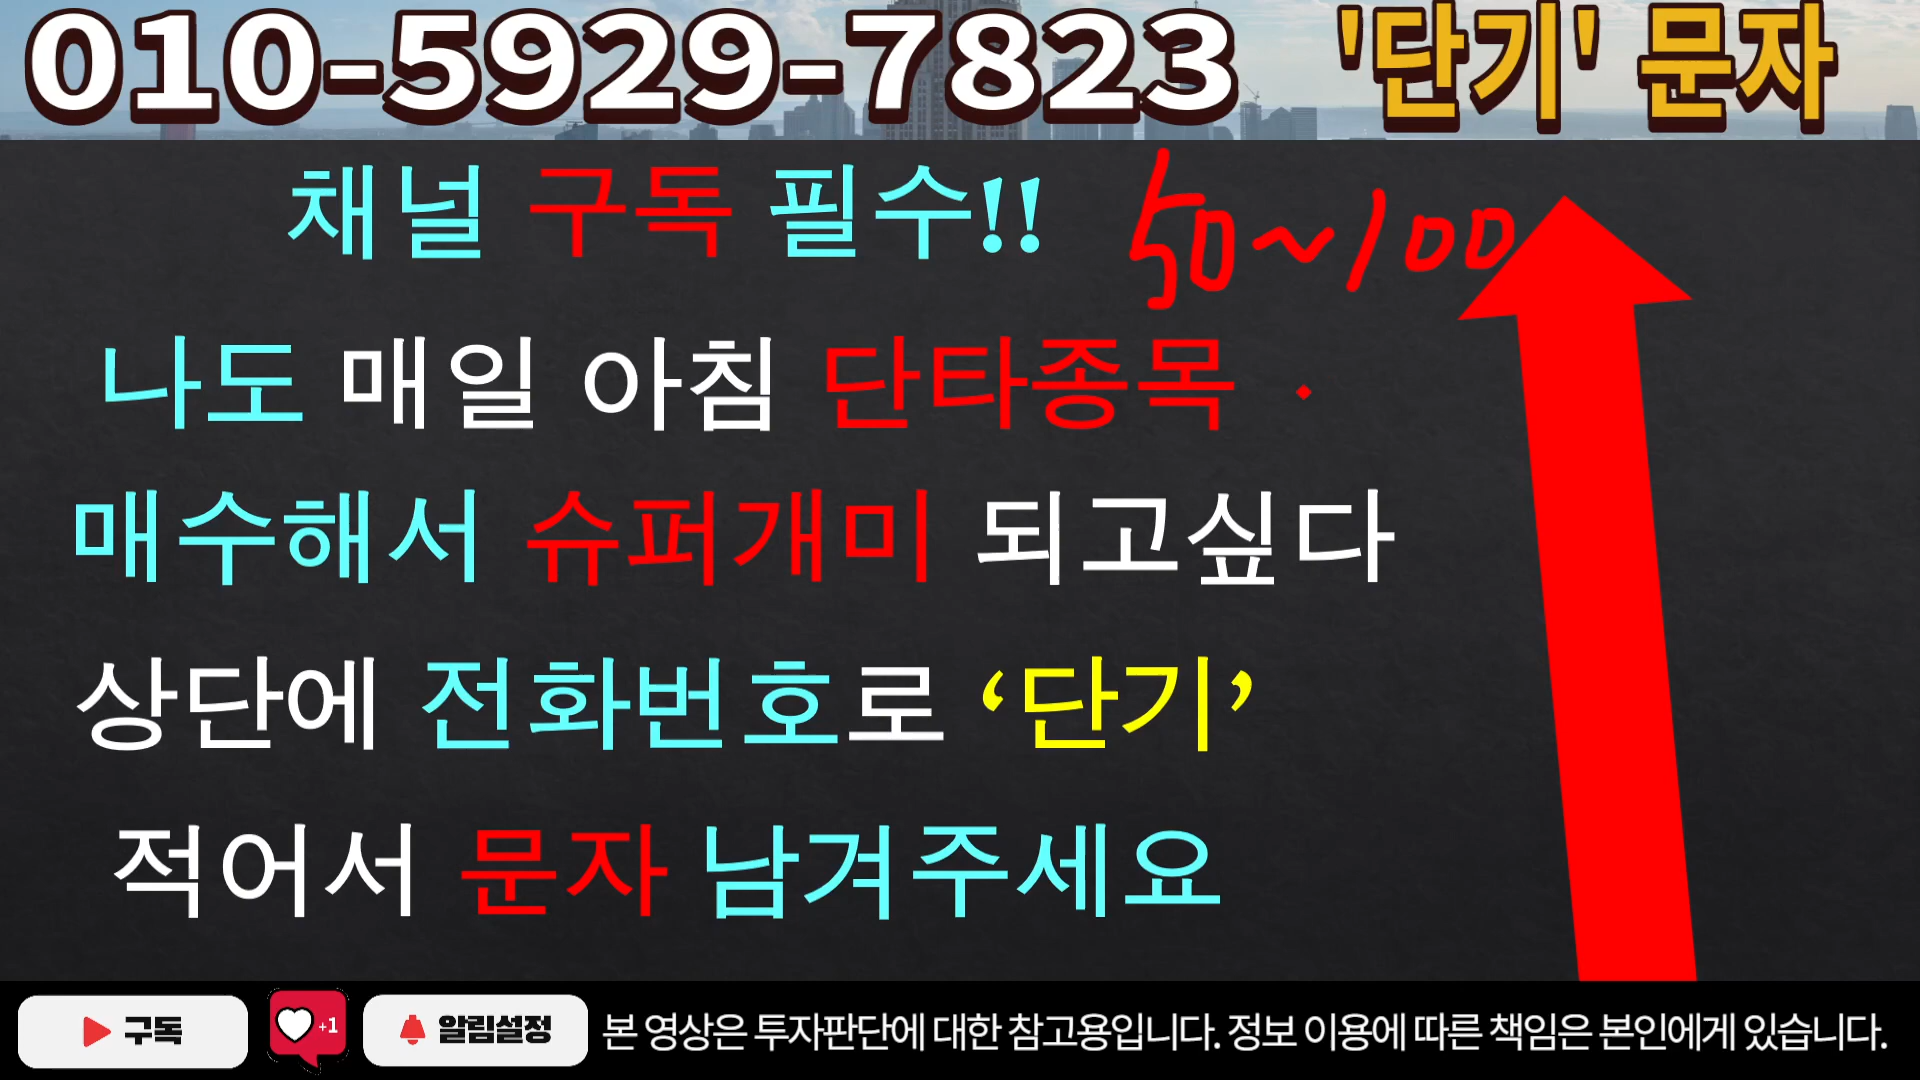 010-5929-7823 '단기' 문자
채널 구독 필수!! 50~100
나도 매일 아침 단타종목 ·
매수해서 슈퍼개미 되고싶다
상단에 전화번호로 ‘단기’
적어서 문자 남겨주세요
구독 +1 알림설정 본 영상은 투자판단에 대한 참고용입니다. 정보 이용에 따른 책임은 본인에게 있습니다.